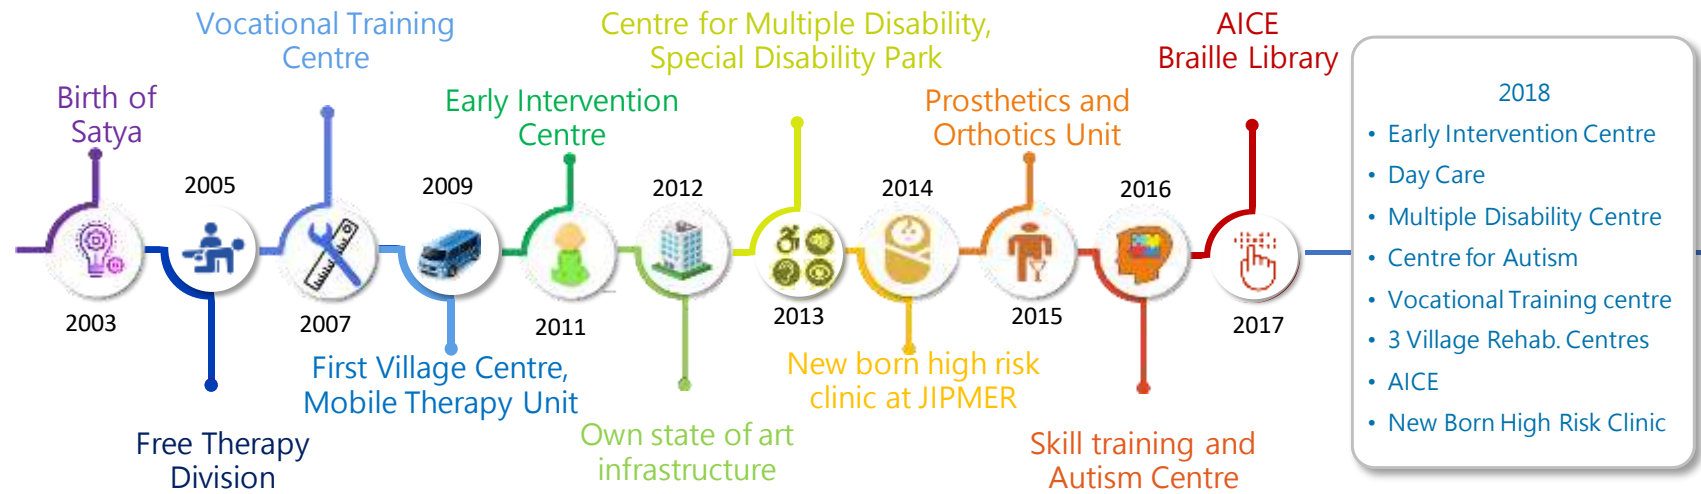 Birth of
Satya
2003
2005
Free Therapy
Division
Vocational Training
Centre
2007
2009
First Village Centre,
Mobile Therapy Unit
Early Intervention
Centre
2011
2012
Own state of art
infrastructure
Centre for Multiple Disability,
Special Disability Park
2013
2014
New born high risk
clinic at JIPMER
Prosthetics and
Orthotics Unit
2015
2016
Skill training and
Autism Centre
AICE
Braille Library
2017
2018
• Early Intervention Centre
• Day Care
• Multiple Disability Centre
• Centre for Autism
• Vocational Training centre
• 3 Village Rehab. Centres
• AICE
• New Born High Risk Clinic